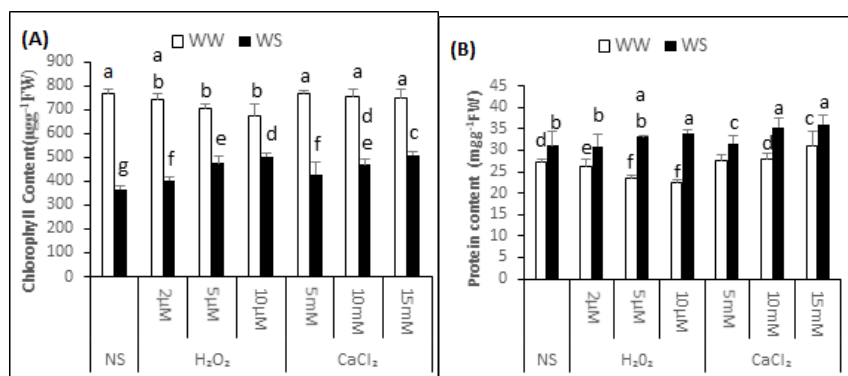 (A)
WW WS
Chlorophyll Content(µgg⁻¹FW)
900
800
700
600
500
400
300
200
100
0
a
g
a
b
f
b
e
b
d
a
f
a
d
e
a
c
2µM
5µM
10µM
5mM
10mM
15mM
NS
H₂O₂
CaCl₂
(B)
WW WS
Protein content (mgg⁻¹FW)
45
40
35
30
25
20
15
10
5
0
d
b
e
b
f
a
b
f
a
c
d
a
c
a
2µM
5µM
10µM
5mM
10mM
15mM
NS
H₂0₂
CaCl₂